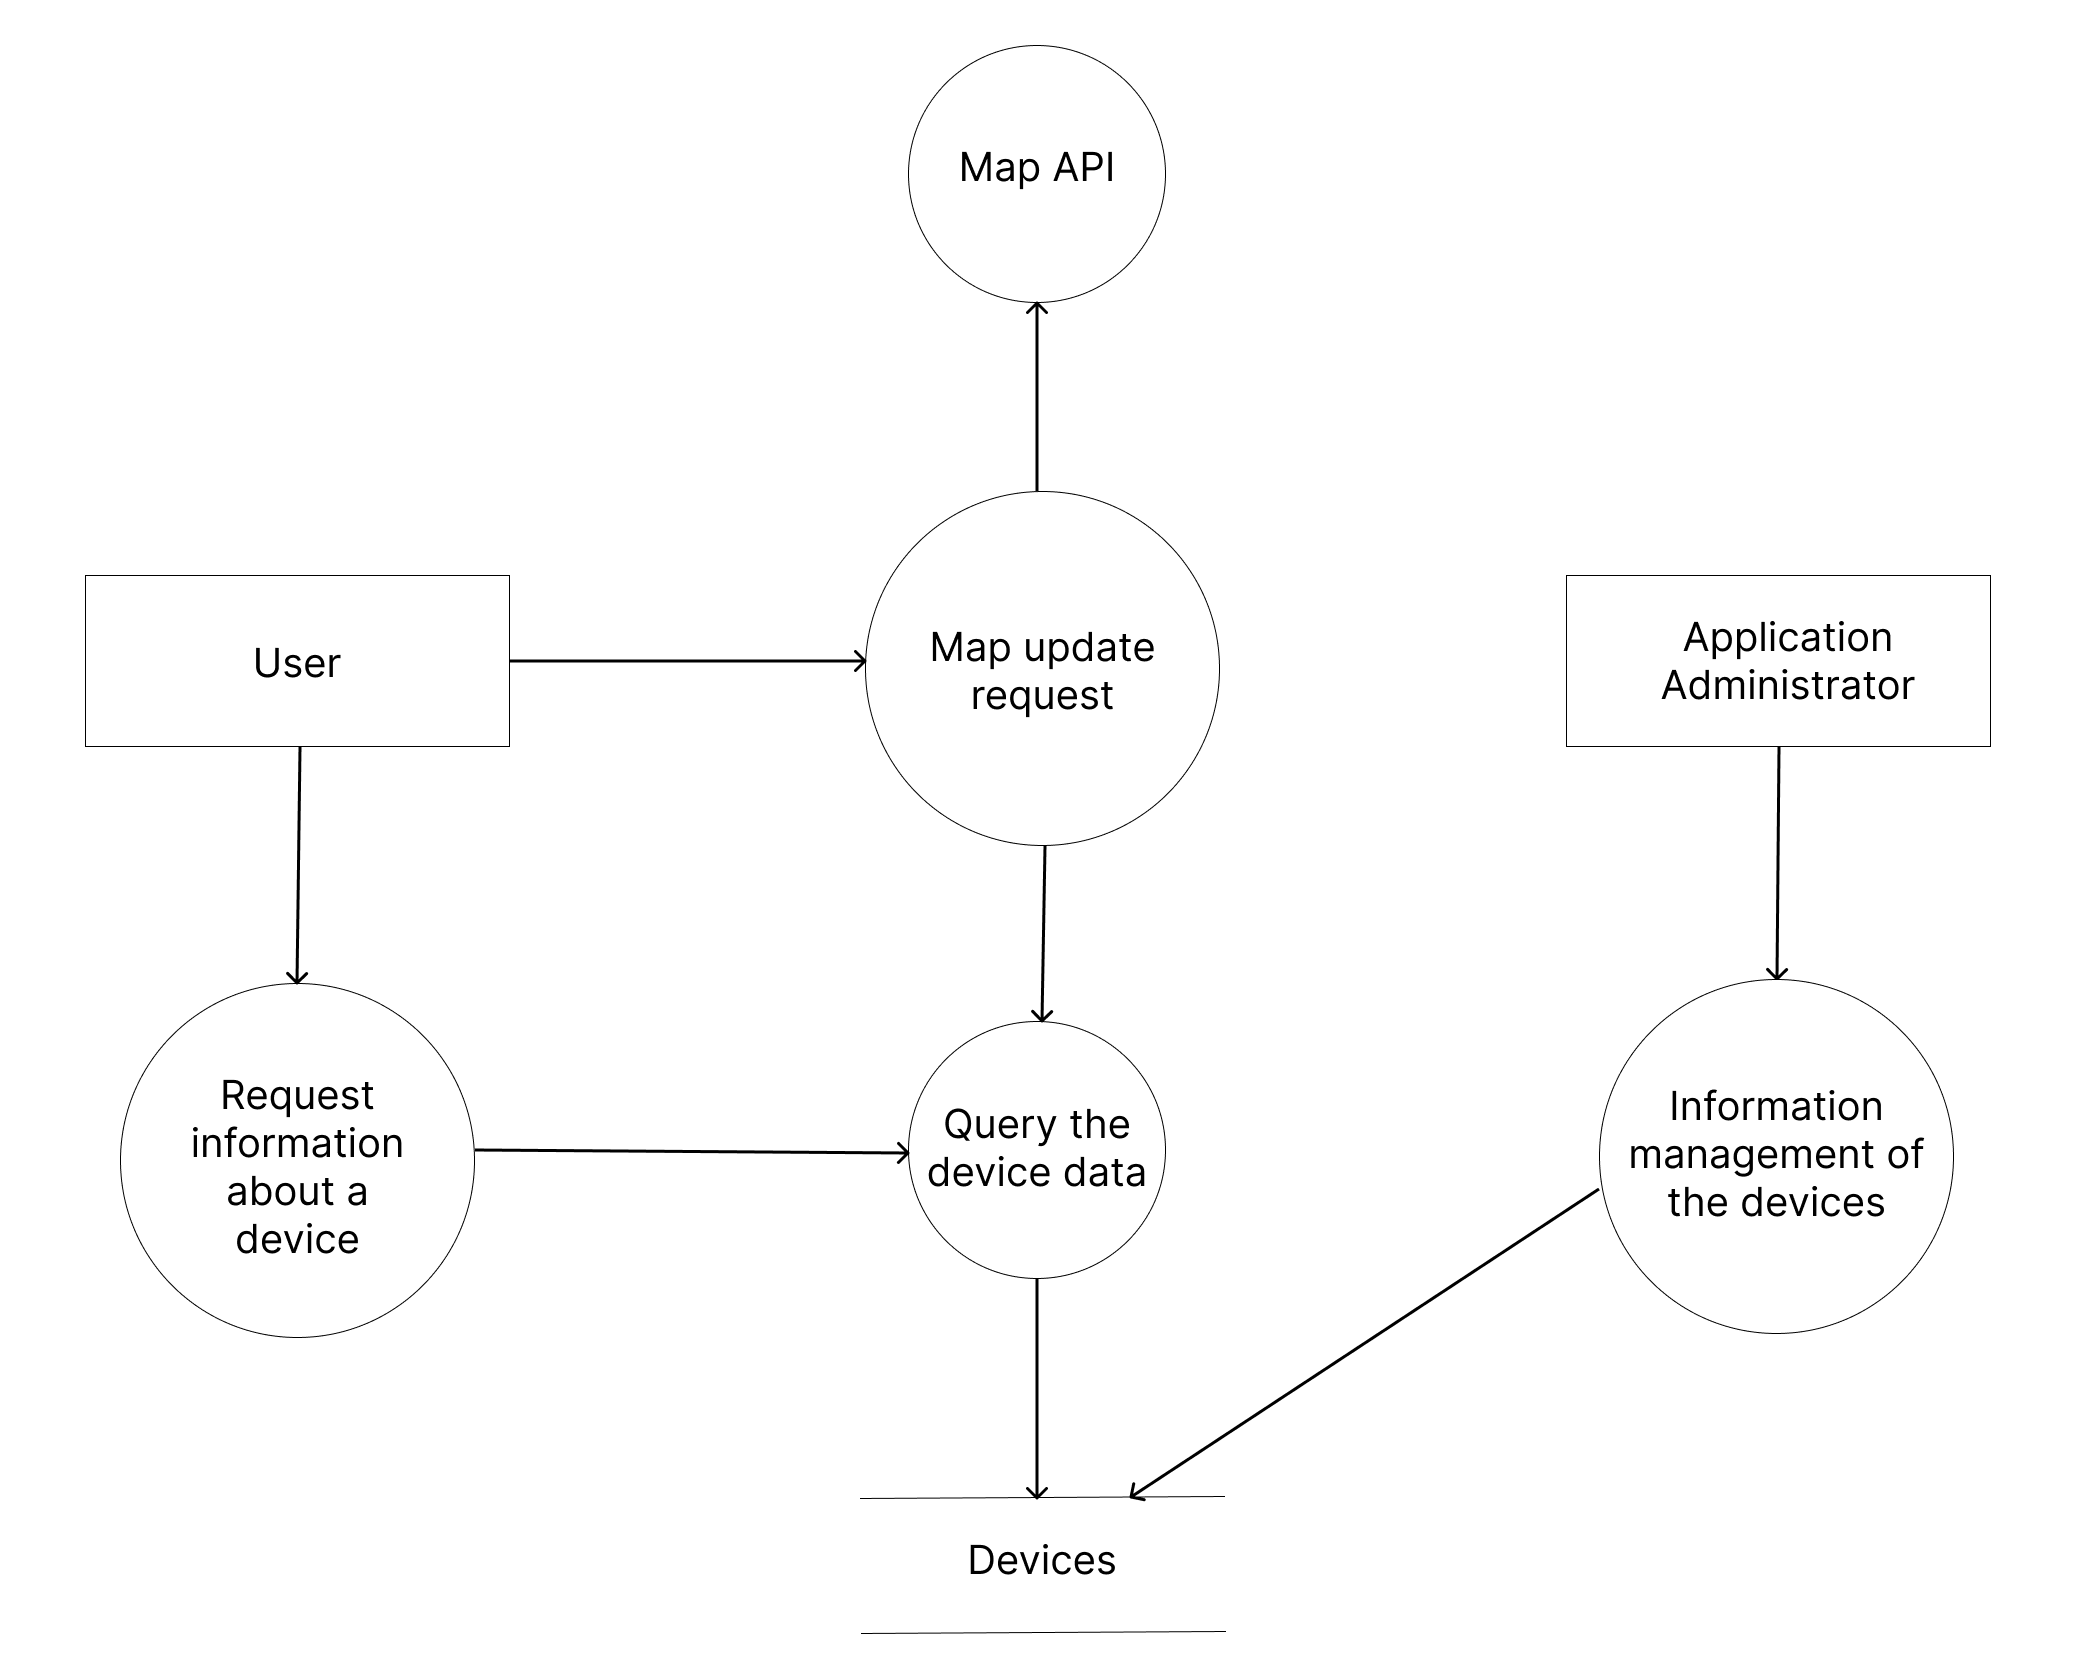 Map API
User
Map update
request
Application
Administrator
Request
information
about a
device
Query the
device data
Information
management of
the devices
Devices